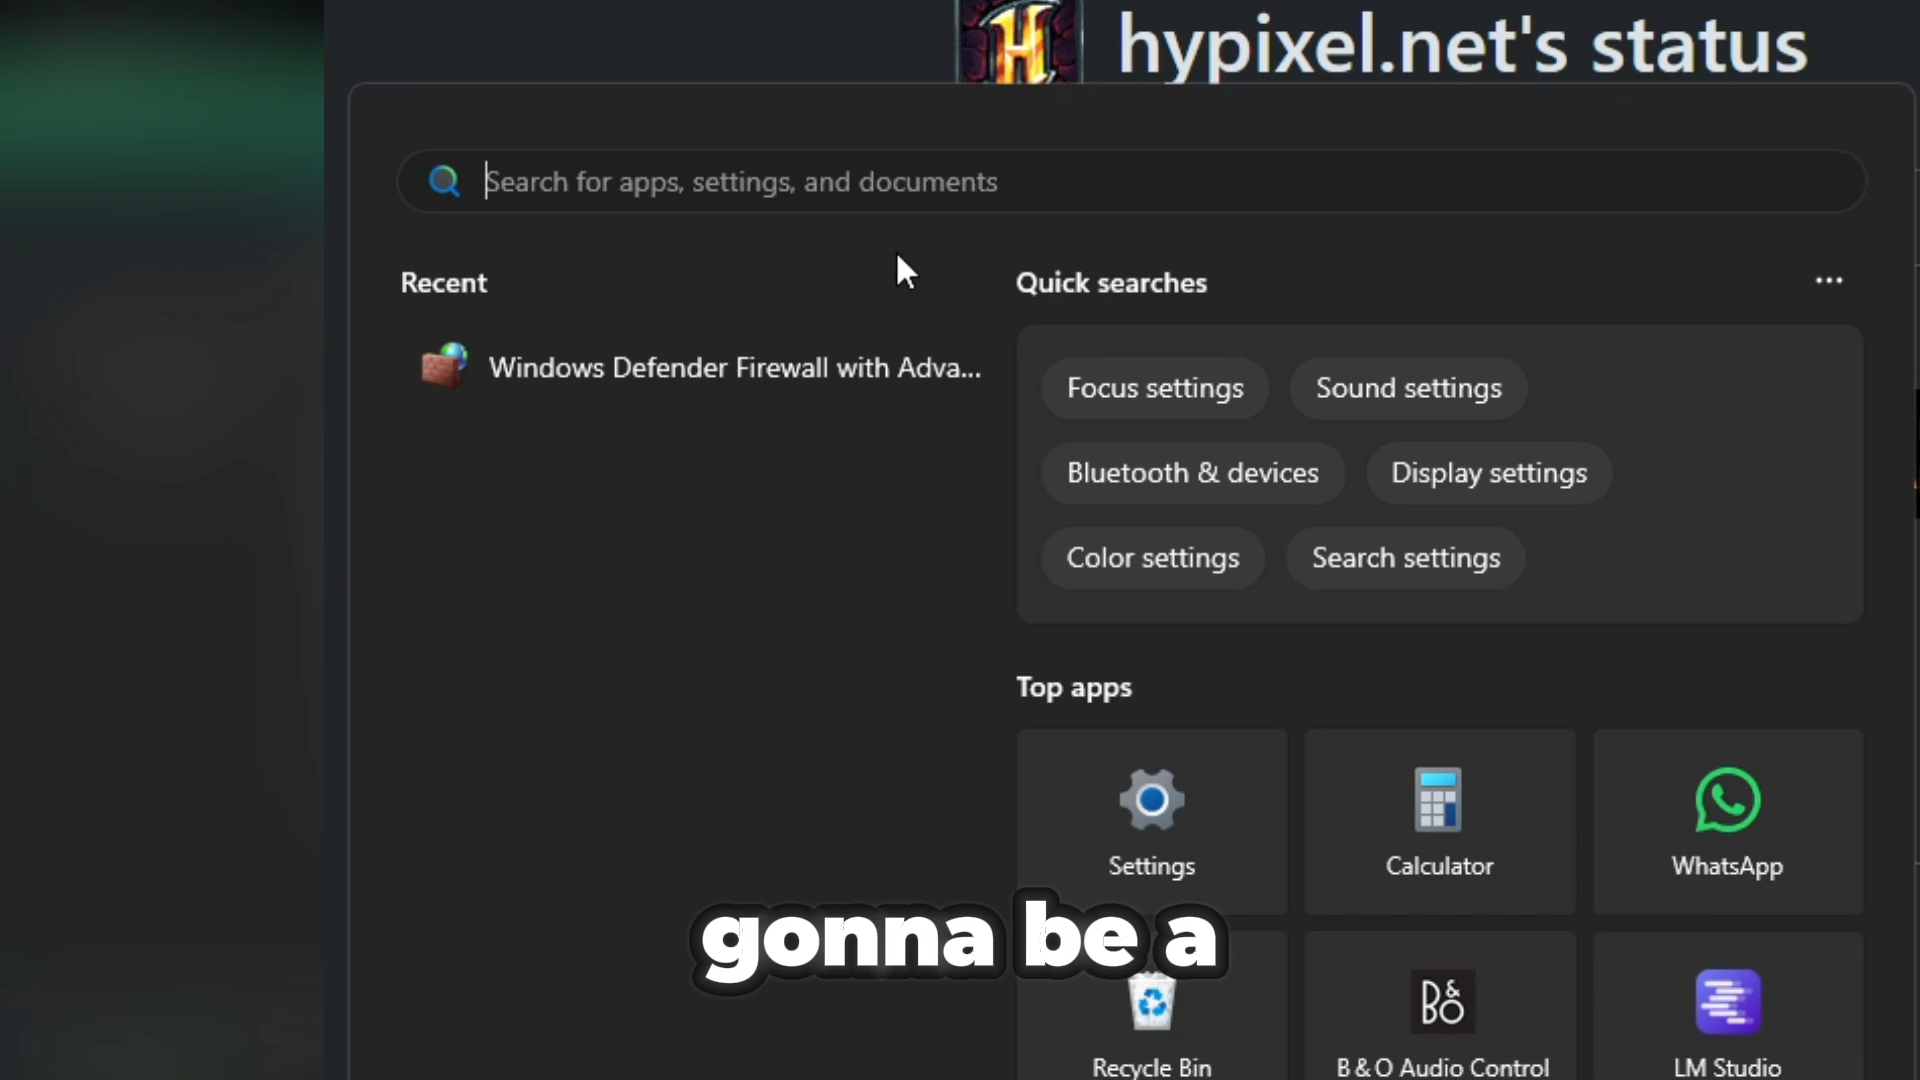 hypixel.net's status
Search for apps, settings, and documents
Recent
Windows Defender Firewall with Adva...
Quick searches
Focus settings
Sound settings
Bluetooth & devices
Display settings
Color settings
Search settings
Top apps
Settings
Calculator
WhatsApp
gonna be a
B&O
Recycle Bin
B&O Audio Control
LM Studio